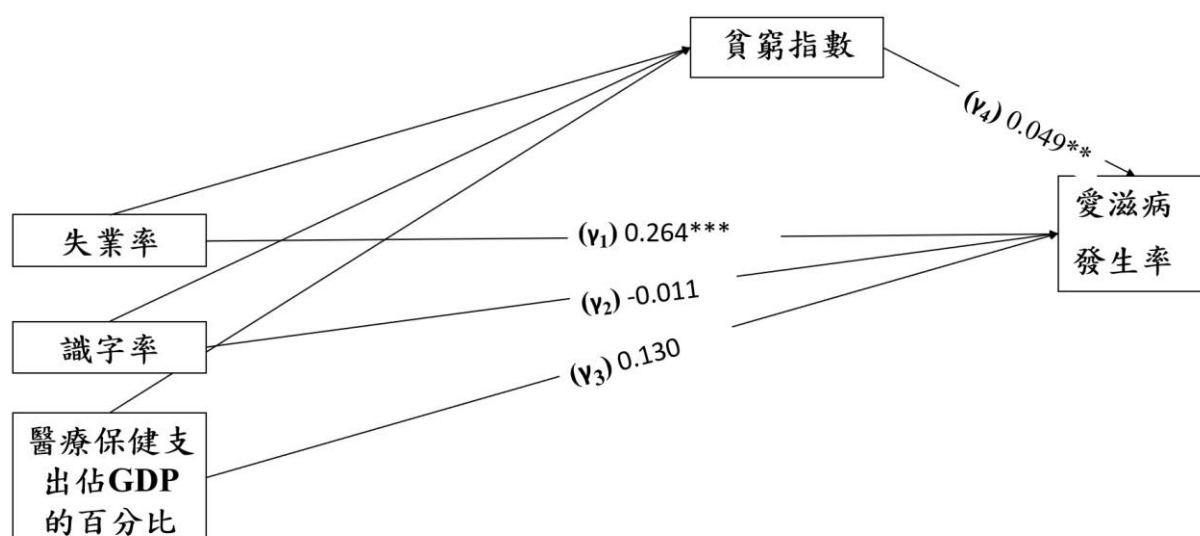 貧窮指數
(γ4) 0.049**
愛滋病
發生率
失業率
(γ1) 0.264***
(γ2) -0.011
識字率
(γ3) 0.130
醫療保健支
出佔GDP
的百分比